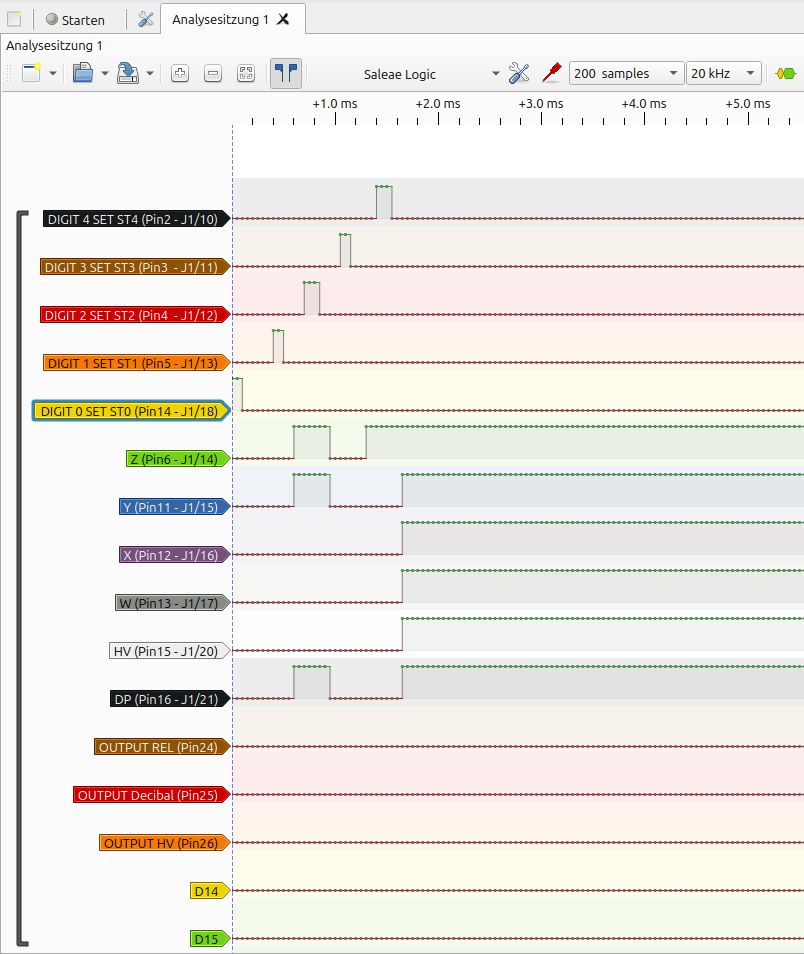 Starten
Analysesitzung 1
Analysesitzung 1
Saleae Logic
200 samples
20 kHz
+1.0 ms +2.0 ms +3.0 ms +4.0 ms +5.0 ms
DIGIT 4 SET ST4 (Pin2 - J1/10)
DIGIT 3 SET ST3 (Pin3 - J1/11)
DIGIT 2 SET ST2 (Pin4 - J1/12)
DIGIT 1 SET ST1 (Pin5 - J1/13)
DIGIT 0 SET ST0 (Pin14 - J1/18)
Z (Pin6 - J1/14)
Y (Pin11 - J1/15)
X (Pin12 - J1/16)
W (Pin13 - J1/17)
HV (Pin15 - J1/20)
DP (Pin16 - J1/21)
OUTPUT REL (Pin24)
OUTPUT Decibal (Pin25)
OUTPUT HV (Pin26)
D14
D15